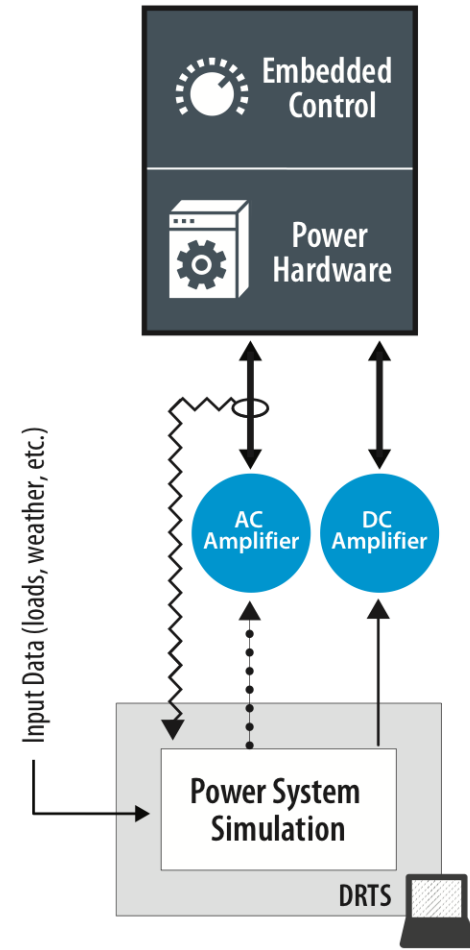 Embedded
Control
Power
Hardware
AC
Amplifier
DC
Amplifier
Input Data (loads, weather, etc.)
Power System
Simulation
DRTS